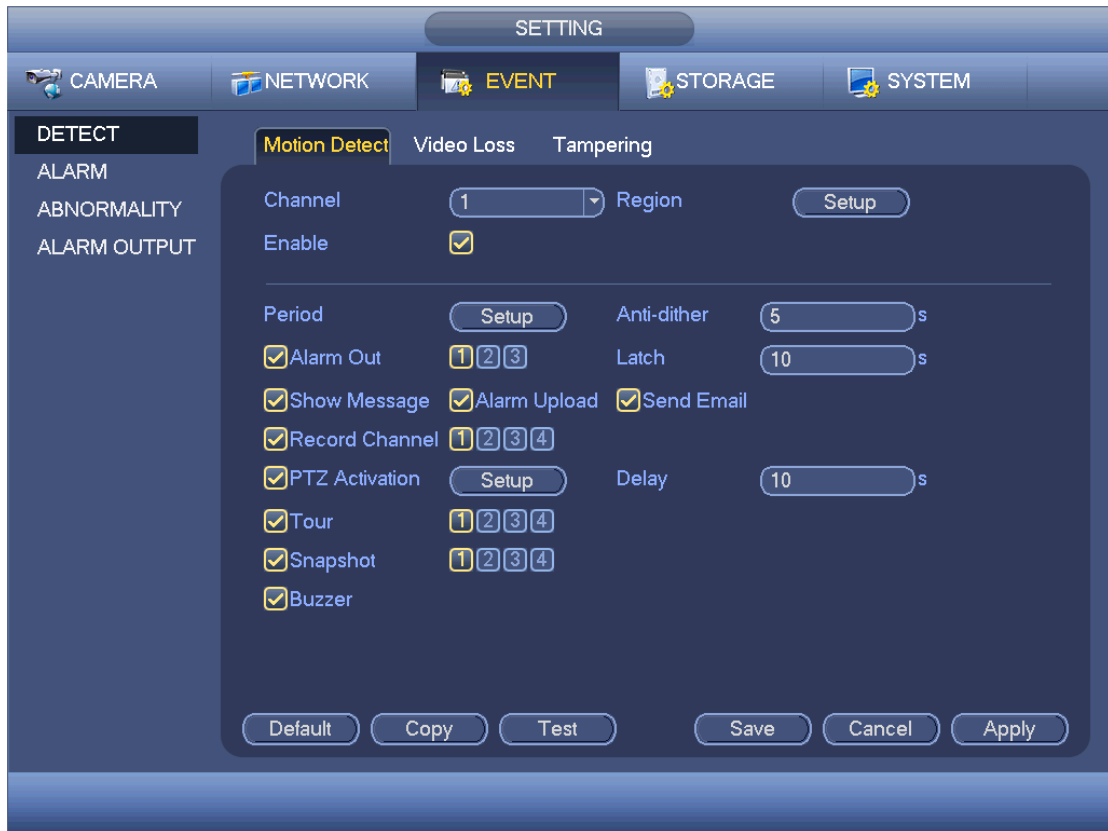 SETTING
CAMERA NETWORK EVENT STORAGE SYSTEM
DETECT
ALARM
ABNORMALITY
ALARM OUTPUT
Motion Detect Video Loss Tampering
Channel 1 Region Setup
Enable
Period Setup Anti-dither 5 s
Alarm Out 1 2 3 Latch 10 s
Show Message Alarm Upload Send Email
Record Channel 1 2 3 4
PTZ Activation Setup Delay 10 s
Tour 1 2 3 4
Snapshot 1 2 3 4
Buzzer
Default Copy Test Save Cancel Apply